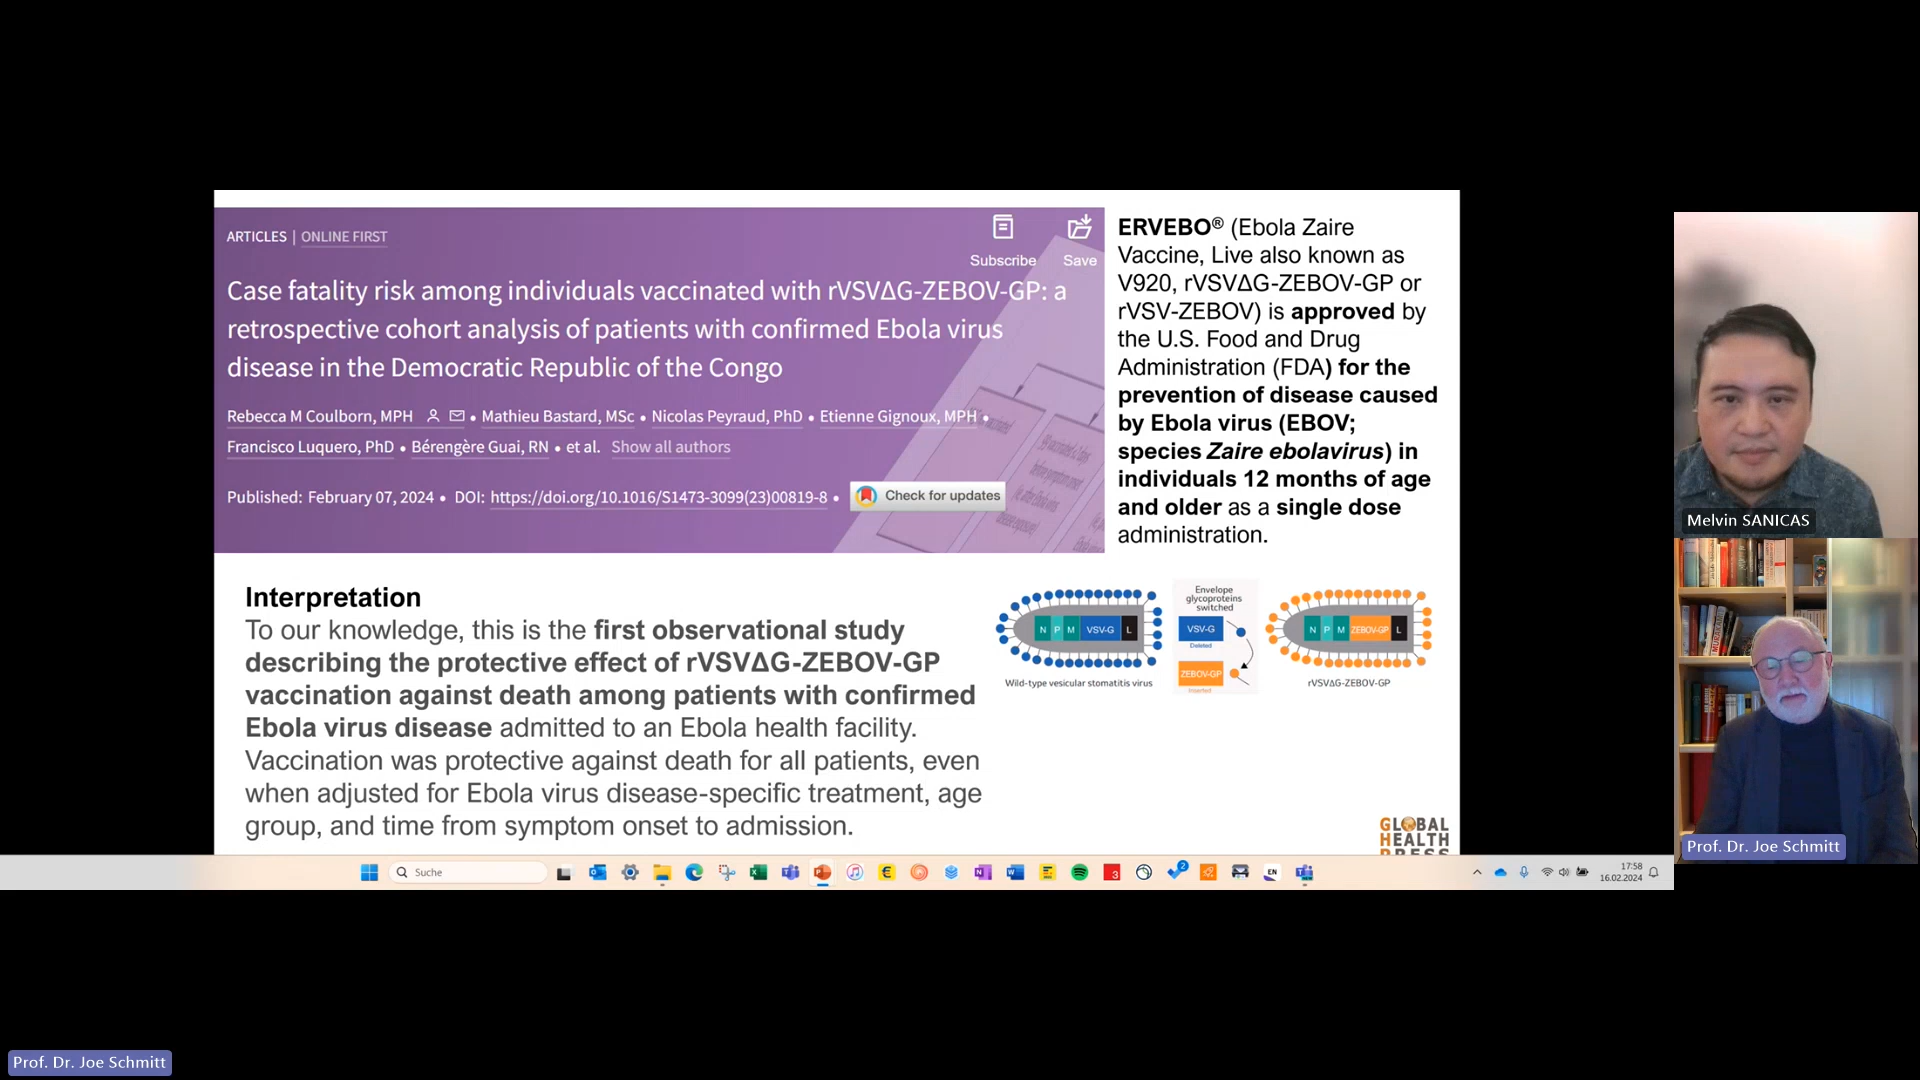 ARTICLES | ONLINE FIRST
Subscribe
Save
Case fatality risk among individuals vaccinated with rVSVΔG-ZEBOV-GP: a
retrospective cohort analysis of patients with confirmed Ebola virus
disease in the Democratic Republic of the Congo
Rebecca M Coulborn, MPH • Mathieu Bastard, MSc • Nicolas Peyraud, PhD • Etienne Gignoux, MPH •
Francisco Luquero, PhD • Bérengère Guai, RN • et al. Show all authors
Published: February 07, 2024 • DOI: https://doi.org/10.1016/S1473-3099(23)00819-8 •
Check for updates
ERVEBO® (Ebola Zaire
Vaccine, Live also known as
V920, rVSVΔG-ZEBOV-GP or
rVSV-ZEBOV) is approved by
the U.S. Food and Drug
Administration (FDA) for the
prevention of disease caused
by Ebola virus (EBOV;
species Zaire ebolavirus) in
individuals 12 months of age
and older as a single dose
administration.
Interpretation
To our knowledge, this is the first observational study
describing the protective effect of rVSVΔG-ZEBOV-GP
vaccination against death among patients with confirmed
Ebola virus disease admitted to an Ebola health facility.
Vaccination was protective against death for all patients, even
when adjusted for Ebola virus disease-specific treatment, age
group, and time from symptom onset to admission.
N P M VSV-G L
Wild-type vesicular stomatitis virus
Envelope
glycoproteins
switched
VSV-G
Deleted
ZEBOV-GP
Inserted
N P M ZEBOV-GP L
rVSVΔG-ZEBOV-GP
GLOBAL
HEALTH
PRESS
Melvin SANICAS
Prof. Dr. Joe Schmitt
Suche
3
2
EN
17:58
16.02.2024
Prof. Dr. Joe Schmitt